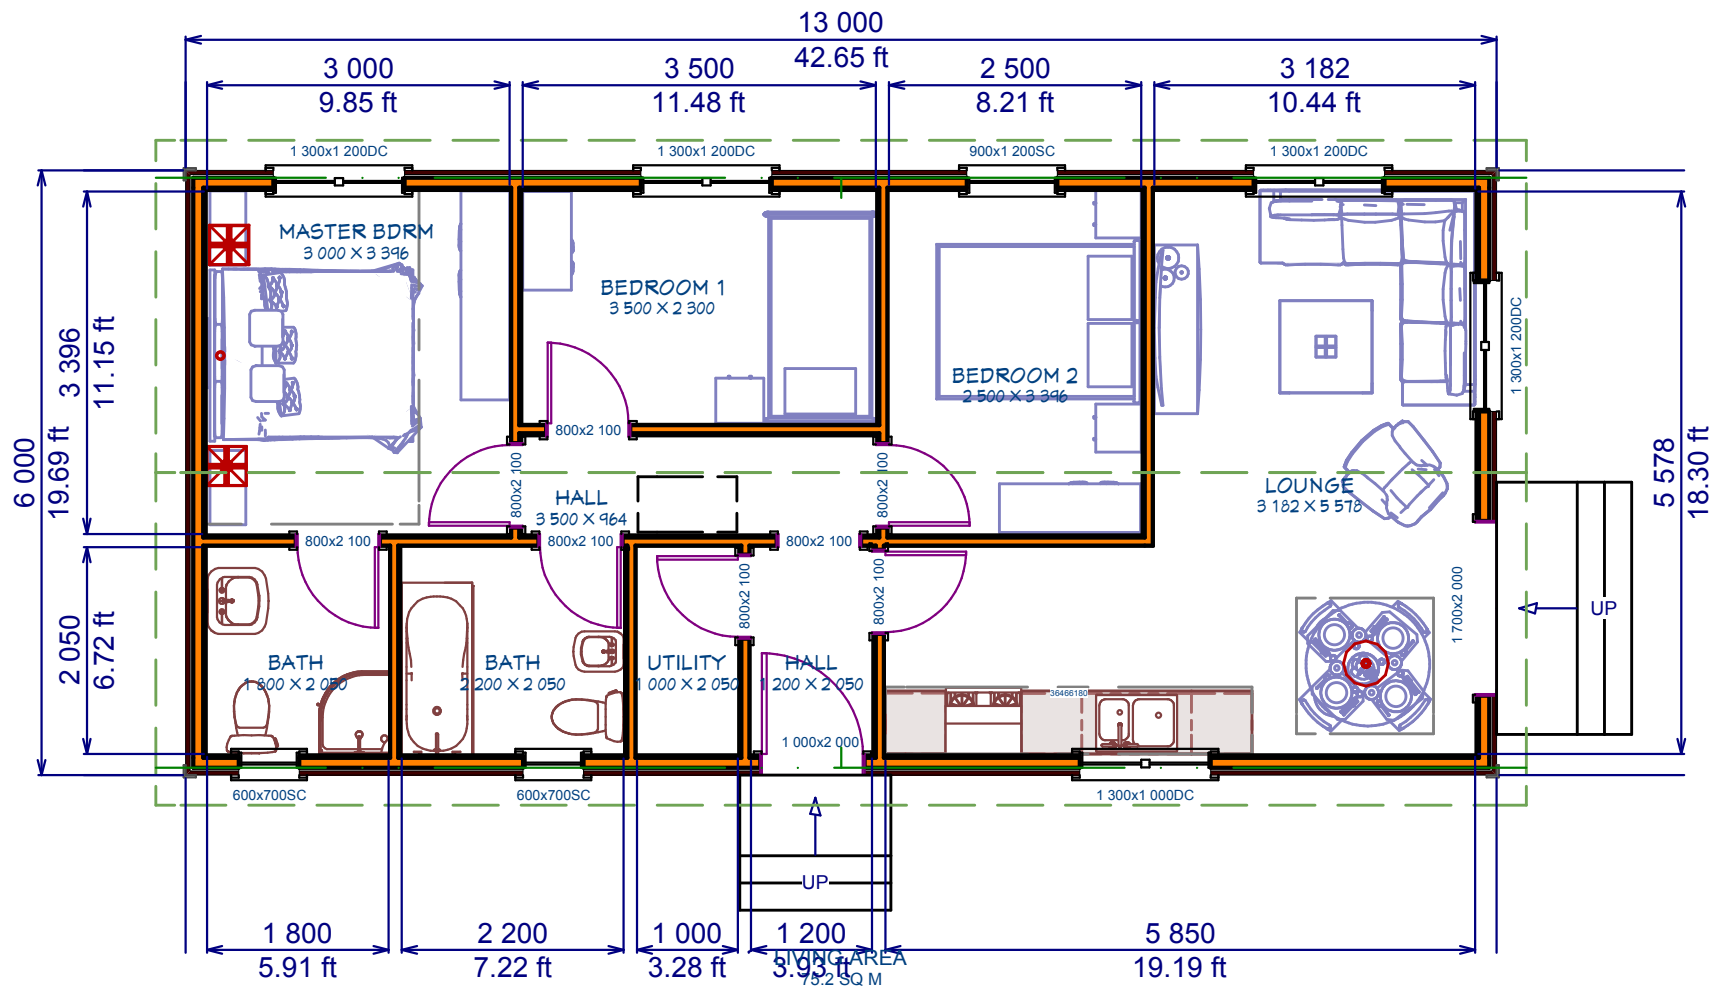 13 000
42.65 ft
3 000
9.85 ft
3 500
11.48 ft
2 500
8.21 ft
3 182
10.44 ft
1 300x1 200DC
1 300x1 200DC
900x1 200SC
1 300x1 200DC
MASTER BDRM
3 000 X 3 396
BEDROOM 1
3 500 X 2 300
BEDROOM 2
2 500 X 3 396
LOUNGE
3 182 X 5 578
1 300x1 200DC
6 000
19.69 ft
3 396
11.15 ft
2 050
6.72 ft
5 578
18.30 ft
800x2 100
800x2 100
800x2 100
HALL
3 500 X 964
800x2 100
800x2 100
800x2 100
800x2 100
800x2 100
1 700x2 000
UP
BATH
1 800 X 2 050
BATH
2 200 X 2 050
UTILITY
1 000 X 2 050
HALL
1 200 X 2 050
36466180
1 000x2 000
600x700SC
600x700SC
1 300x1 000DC
UP
1 800
5.91 ft
2 200
7.22 ft
1 000
3.28 ft
1 200
3.93 ft
5 850
19.19 ft
LIVING AREA
75.2 SQ M